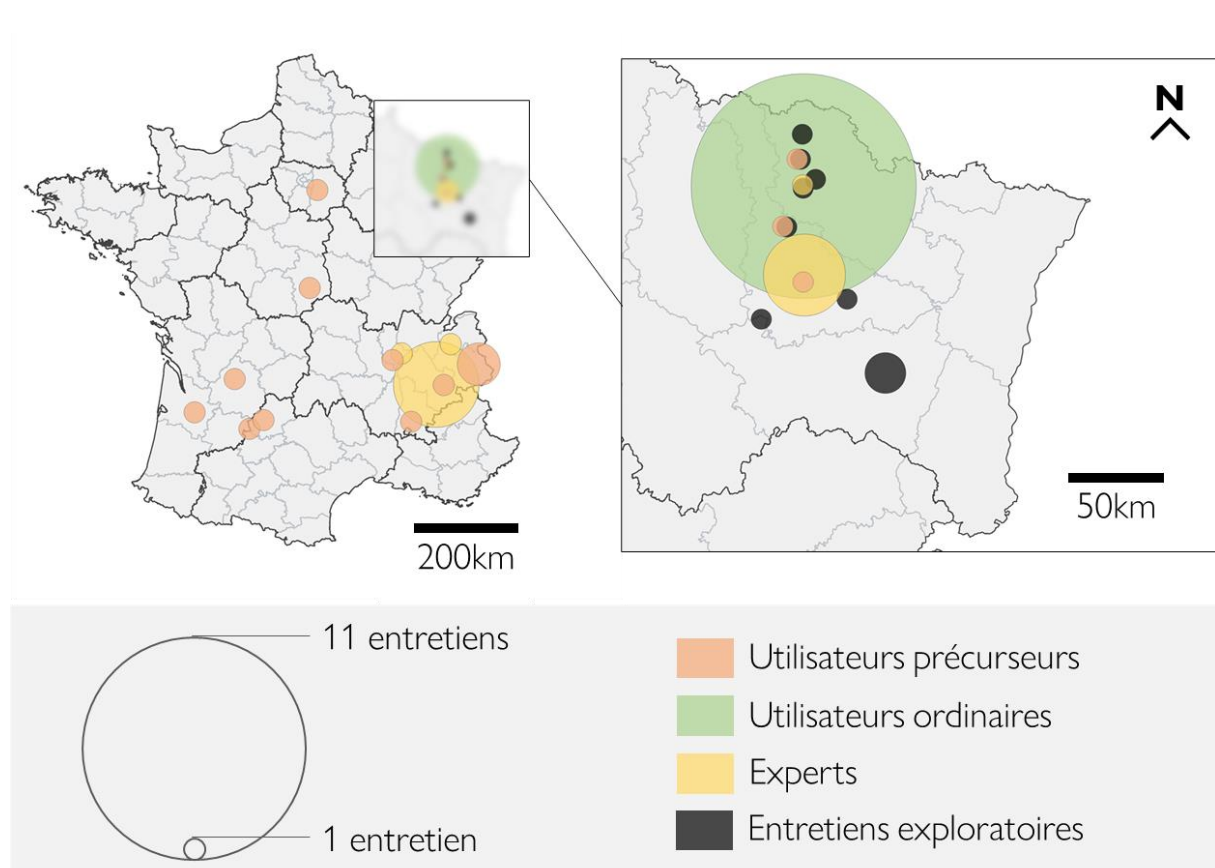 N
200km
50km
11 entretiens
1 entretien
Utilisateurs précurseurs
Utilisateurs ordinaires
Experts
Entretiens exploratoires